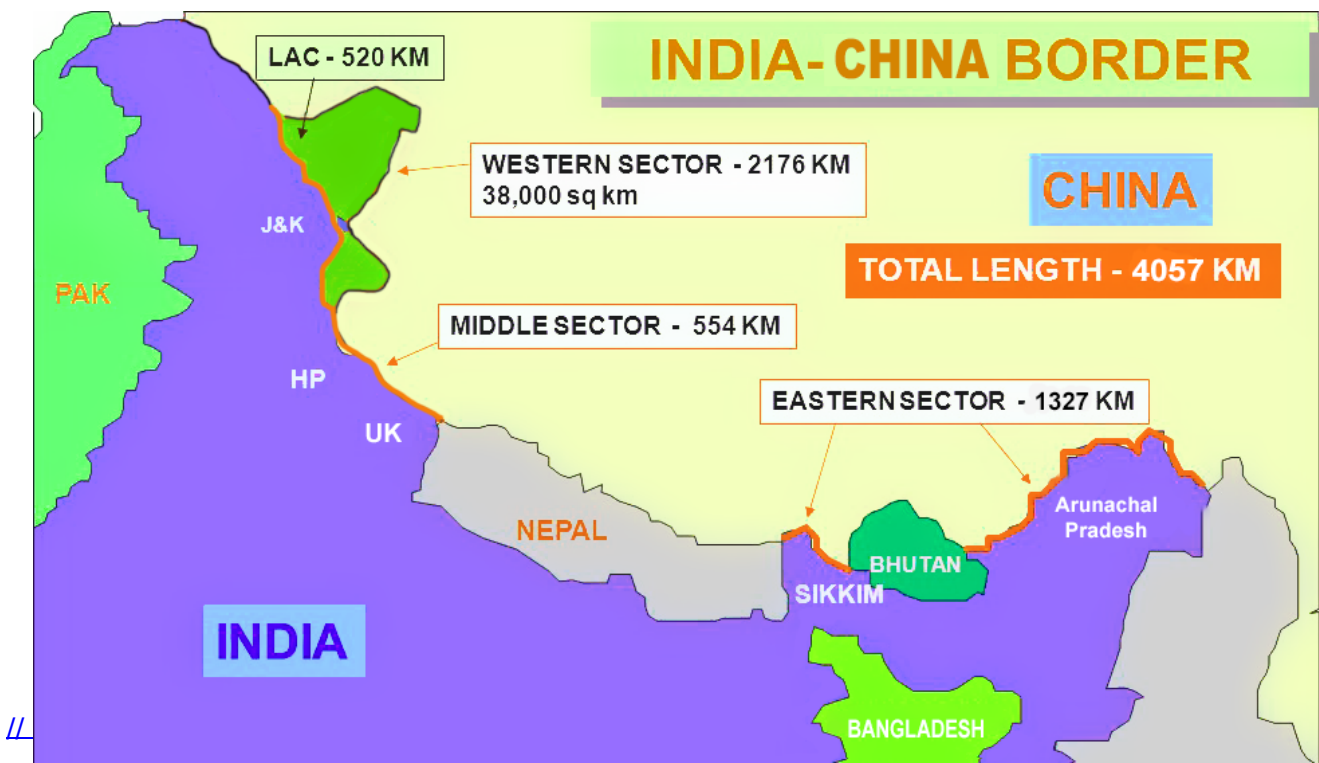 INDIA- CHINA BORDER
LAC - 520 KM
WESTERN SECTOR - 2176 KM
38,000 sq km
CHINA
J&K
TOTAL LENGTH - 4057 KM
PAK
MIDDLE SECTOR - 554 KM
HP
EASTERN SECTOR - 1327 KM
UK
Arunachal
Pradesh
NEPAL
BHUTAN
SIKKIM
INDIA
BANGLADESH
//